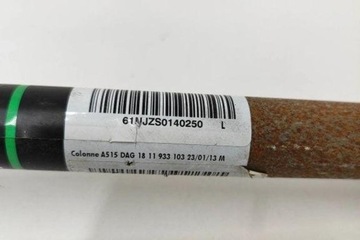 61NJZS0140250 L
Colonne A515 DAG 18 11 933 103 23/01/13 M